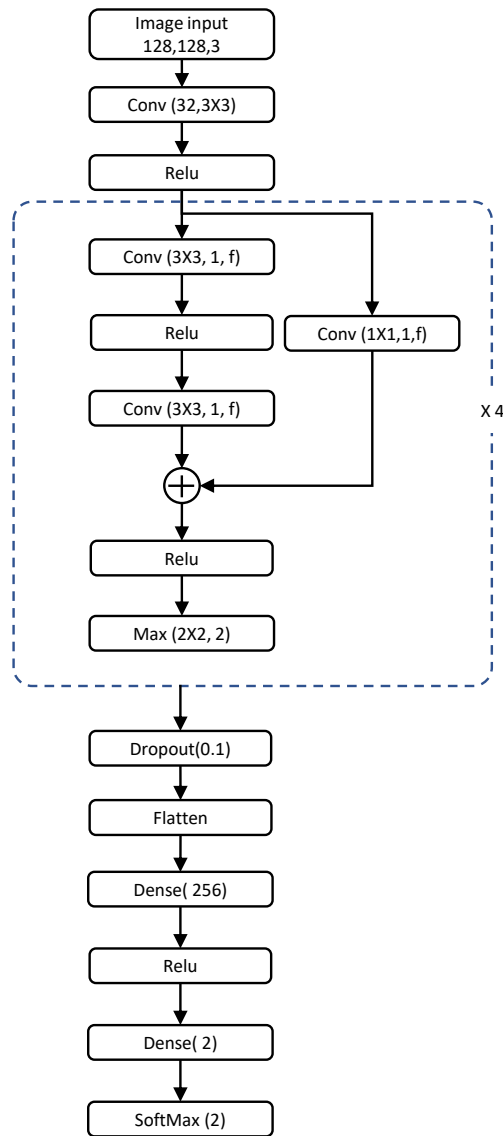 Image input
128,128,3
Conv (32,3X3)
Relu
Conv (3X3, 1, f)
Relu
Conv (1X1,1,f)
Conv (3X3, 1, f)
X 4
Relu
Max (2X2, 2)
Dropout(0.1)
Flatten
Dense( 256)
Relu
Dense( 2)
SoftMax (2)